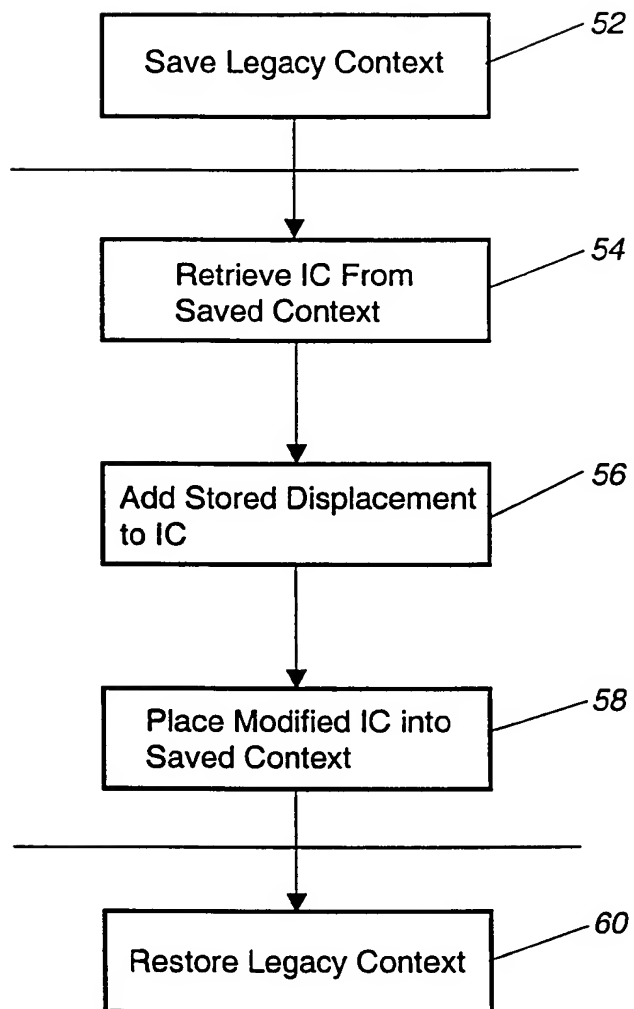 52
Save Legacy Context
54
Retrieve IC From
Saved Context
56
Add Stored Displacement
to IC
58
Place Modified IC into
Saved Context
60
Restore Legacy Context